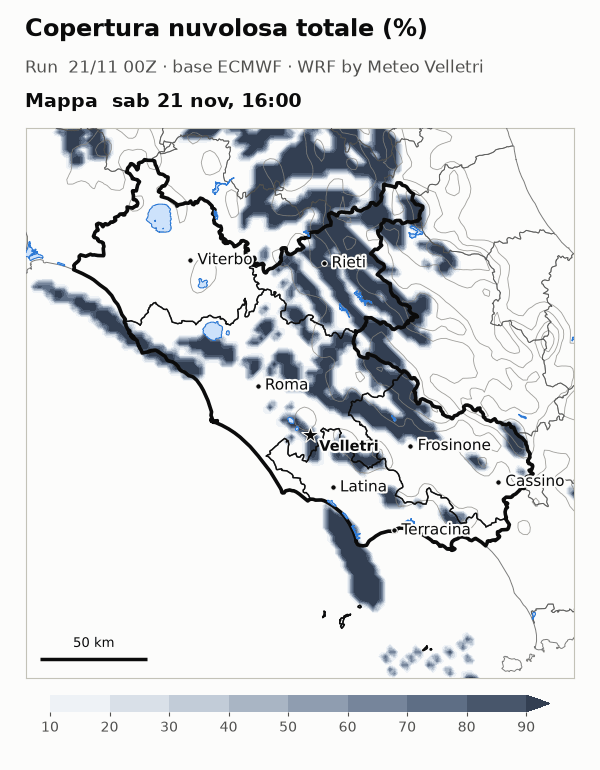 Copertura nuvolosa totale (%)
Run 21/11 00Z · base ECMWF · WRF by Meteo Velletri
Mappa sab 21 nov, 16:00
Viterbo
Rieti
Roma
Velletri
Frosinone
Cassino
Latina
Terracina
50 km
10 20 30 40 50 60 70 80 90